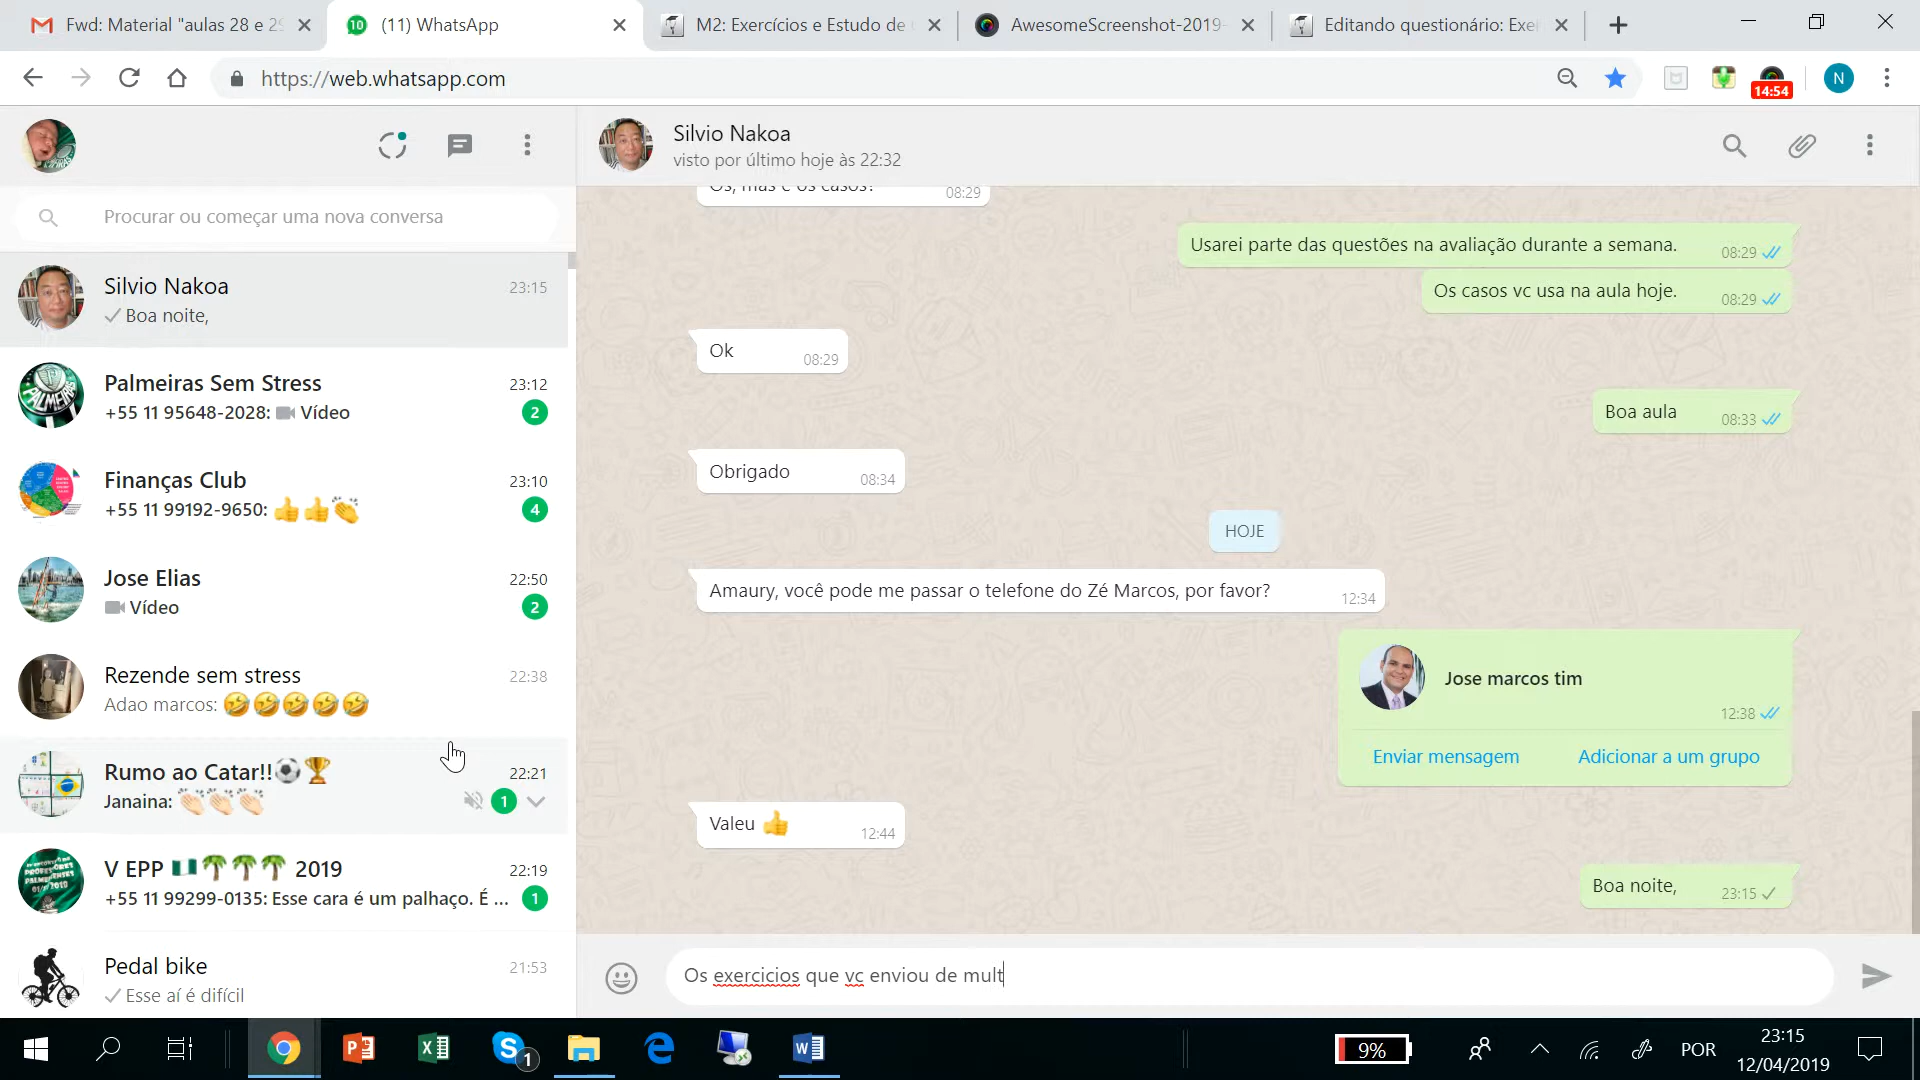 Fwd: Material "aulas 28 e 29
(11) WhatsApp
M2: Exercícios e Estudo de
AwesomeScreenshot-2019-
Editando questionário: Exe
https://web.whatsapp.com
14:54
N
Procurar ou começar uma nova conversa
Silvio Nakoa
23:15
Boa noite,
Palmeiras Sem Stress
23:12
+55 11 95648-2028: Vídeo
2
Finanças Club
23:10
+55 11 99192-9650: 👍👍👏
4
Jose Elias
22:50
Vídeo
2
Rezende sem stress
22:38
Adao marcos: 🤣🤣🤣🤣🤣
Rumo ao Catar!!⚽🏆
22:21
Janaina: 👏🏻👏🏻👏🏻
1
V EPP 🇳🇬🌴🌴🌴 2019
22:19
+55 11 99299-0135: Esse cara é um palhaço. É ...
1
Pedal bike
21:53
Esse aí é difícil
Silvio Nakoa
visto por último hoje às 22:32
Os, mas e os casos?
08:29
Usarei parte das questões na avaliação durante a semana.
08:29
Os casos vc usa na aula hoje.
08:29
Ok
08:29
Boa aula
08:33
Obrigado
08:34
HOJE
Amaury, você pode me passar o telefone do Zé Marcos, por favor?
12:34
Jose marcos tim
12:38
Enviar mensagem
Adicionar a um grupo
Valeu 👍
12:44
Boa noite,
23:15
Os exercicios que vc enviou de mult
9%
POR
23:15
12/04/2019